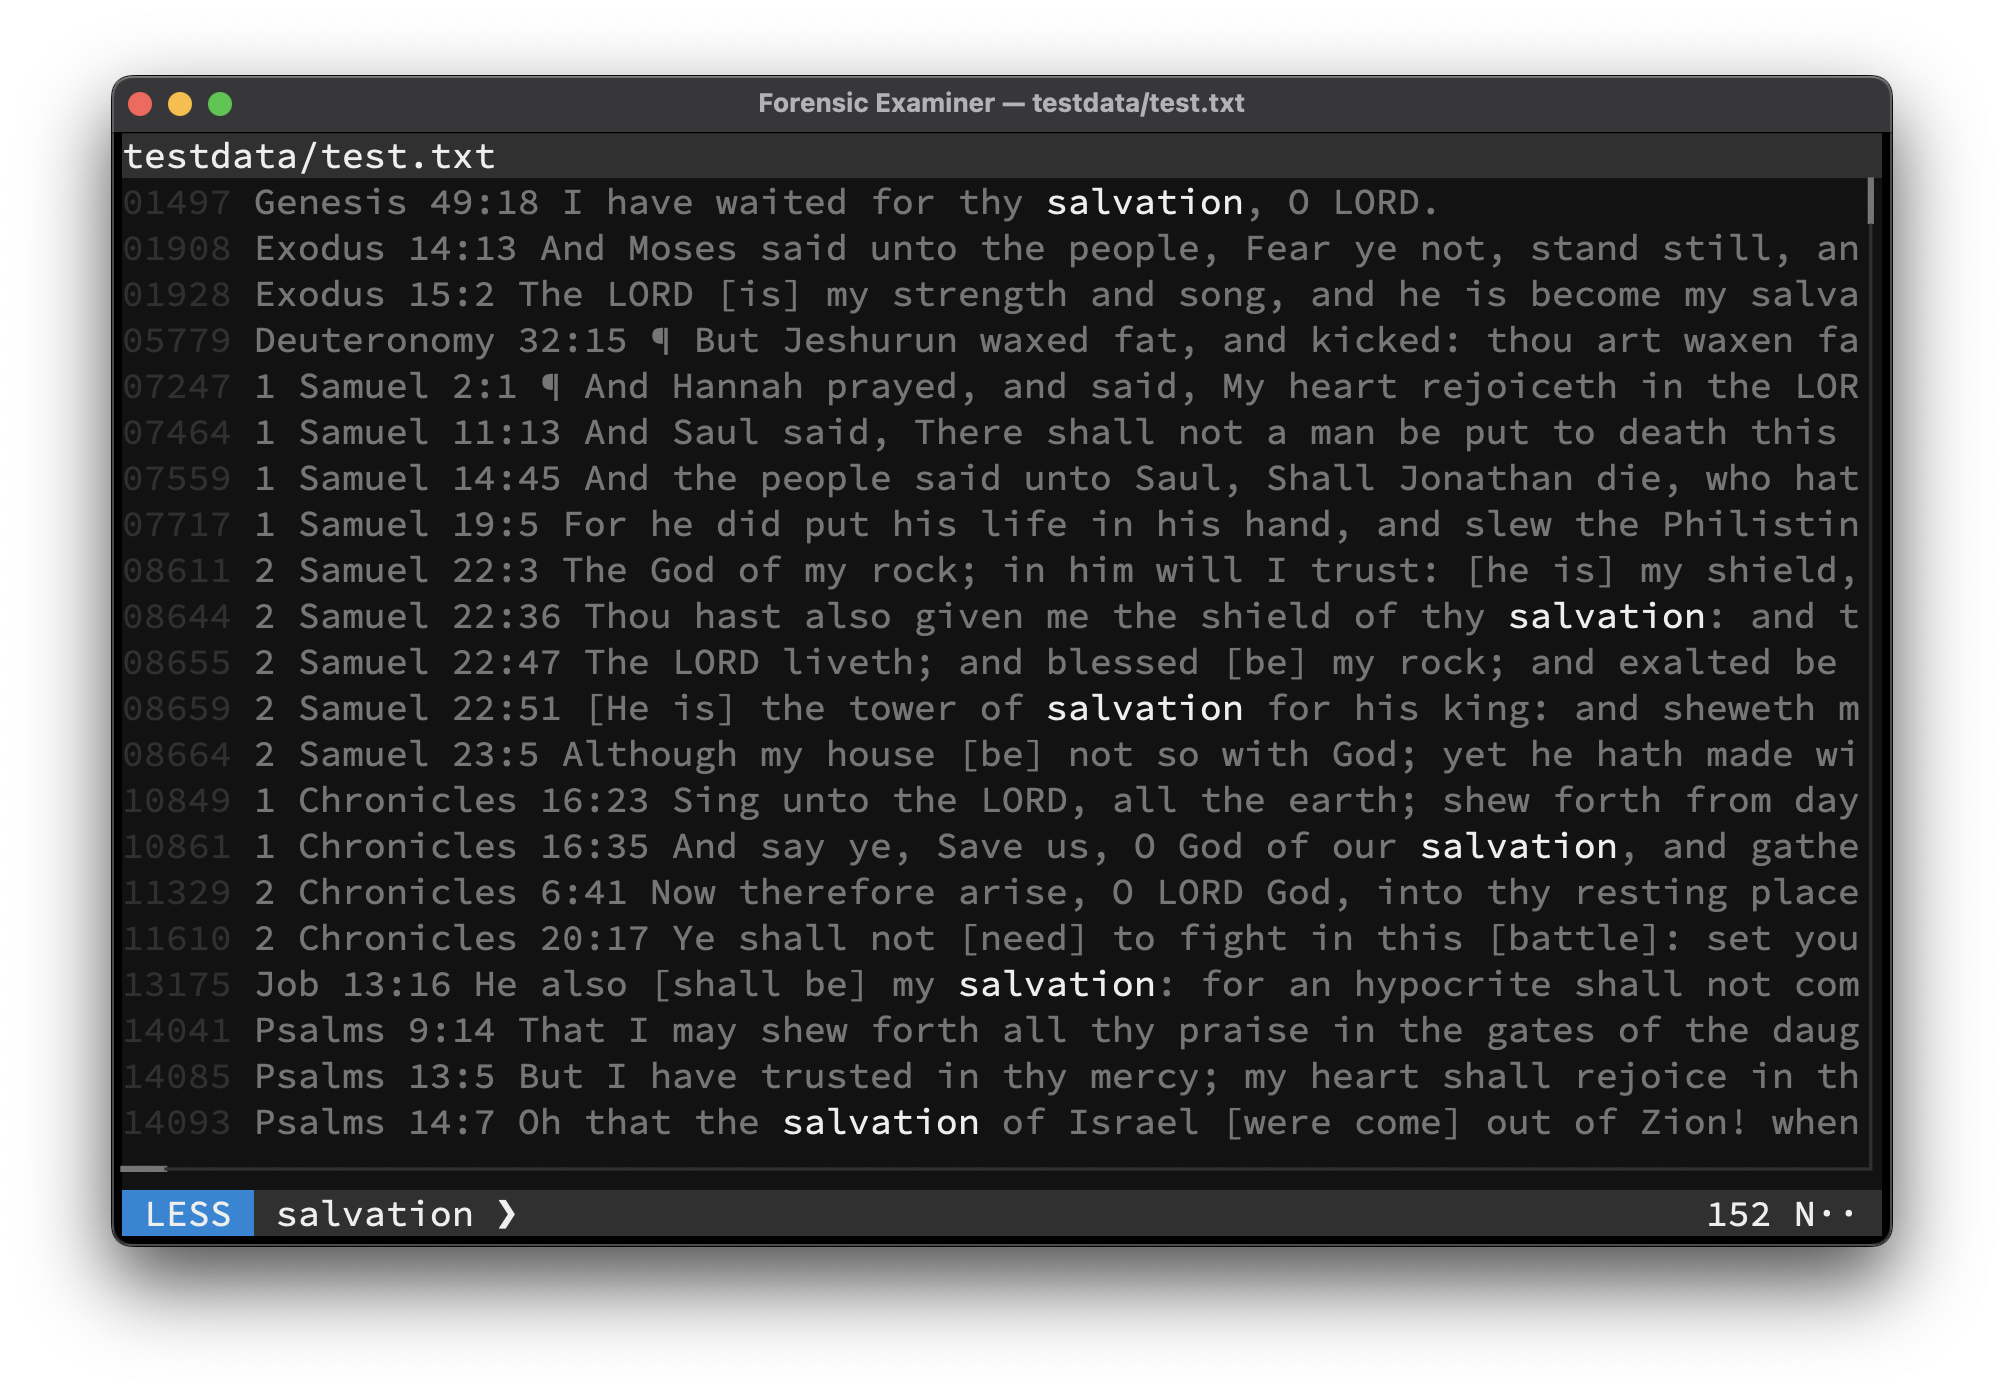 Forensic Examiner — testdata/test.txt
testdata/test.txt
01497 Genesis 49:18 I have waited for thy salvation, O LORD.
01908 Exodus 14:13 And Moses said unto the people, Fear ye not, stand still, an
01928 Exodus 15:2 The LORD [is] my strength and song, and he is become my salva
05779 Deuteronomy 32:15 ¶ But Jeshurun waxed fat, and kicked: thou art waxen fa
07247 1 Samuel 2:1 ¶ And Hannah prayed, and said, My heart rejoiceth in the LOR
07464 1 Samuel 11:13 And Saul said, There shall not a man be put to death this
07559 1 Samuel 14:45 And the people said unto Saul, Shall Jonathan die, who hat
07717 1 Samuel 19:5 For he did put his life in his hand, and slew the Philistin
08611 2 Samuel 22:3 The God of my rock; in him will I trust: [he is] my shield,
08644 2 Samuel 22:36 Thou hast also given me the shield of thy salvation: and t
08655 2 Samuel 22:47 The LORD liveth; and blessed [be] my rock; and exalted be
08659 2 Samuel 22:51 [He is] the tower of salvation for his king: and sheweth m
08664 2 Samuel 23:5 Although my house [be] not so with God; yet he hath made wi
10849 1 Chronicles 16:23 Sing unto the LORD, all the earth; shew forth from day
10861 1 Chronicles 16:35 And say ye, Save us, O God of our salvation, and gathe
11329 2 Chronicles 6:41 Now therefore arise, O LORD God, into thy resting place
11610 2 Chronicles 20:17 Ye shall not [need] to fight in this [battle]: set you
13175 Job 13:16 He also [shall be] my salvation: for an hypocrite shall not com
14041 Psalms 9:14 That I may shew forth all thy praise in the gates of the daug
14085 Psalms 13:5 But I have trusted in thy mercy; my heart shall rejoice in th
14093 Psalms 14:7 Oh that the salvation of Israel [were come] out of Zion! when
LESS salvation ❯ 152 N··